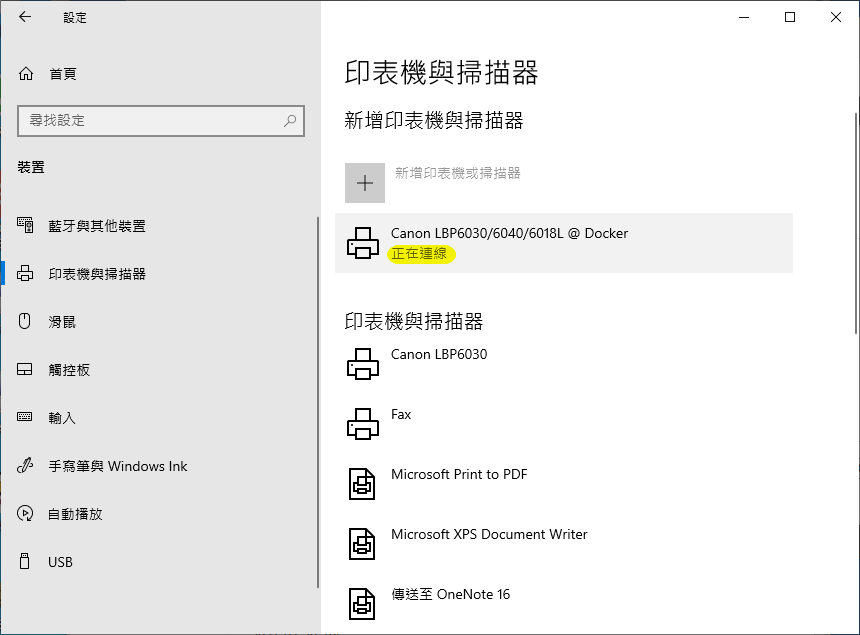 設定
首頁
尋找設定
裝置
藍牙與其他裝置
印表機與掃描器
滑鼠
觸控板
輸入
手寫筆與 Windows Ink
自動播放
USB
印表機與掃描器
新增印表機與掃描器
新增印表機或掃描器
Canon LBP6030/6040/6018L @ Docker
正在連線
印表機與掃描器
Canon LBP6030
Fax
Microsoft Print to PDF
Microsoft XPS Document Writer
傳送至 OneNote 16